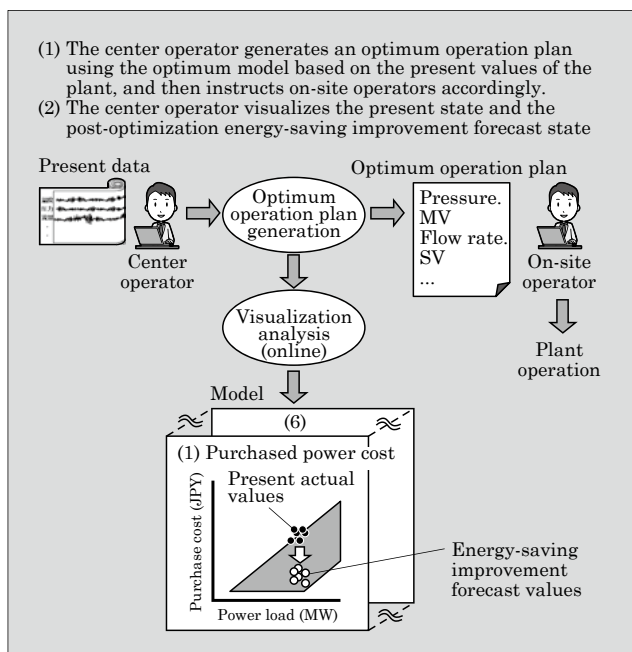 (1) The center operator generates an optimum operation plan
using the optimum model based on the present values of the
plant, and then instructs on-site operators accordingly.
(2) The center operator visualizes the present state and the
post-optimization energy-saving improvement forecast state
Present data
Optimum operation plan
Center
operator
Optimum
operation plan
generation
Pressure.
MV
Flow rate.
SV
...
On-site
operator
Visualization
analysis
(online)
Plant
operation
Model
(6)
(1) Purchased power cost
Present actual
values
Purchase cost (JPY)
Power load (MW)
Energy-saving
improvement
forecast values